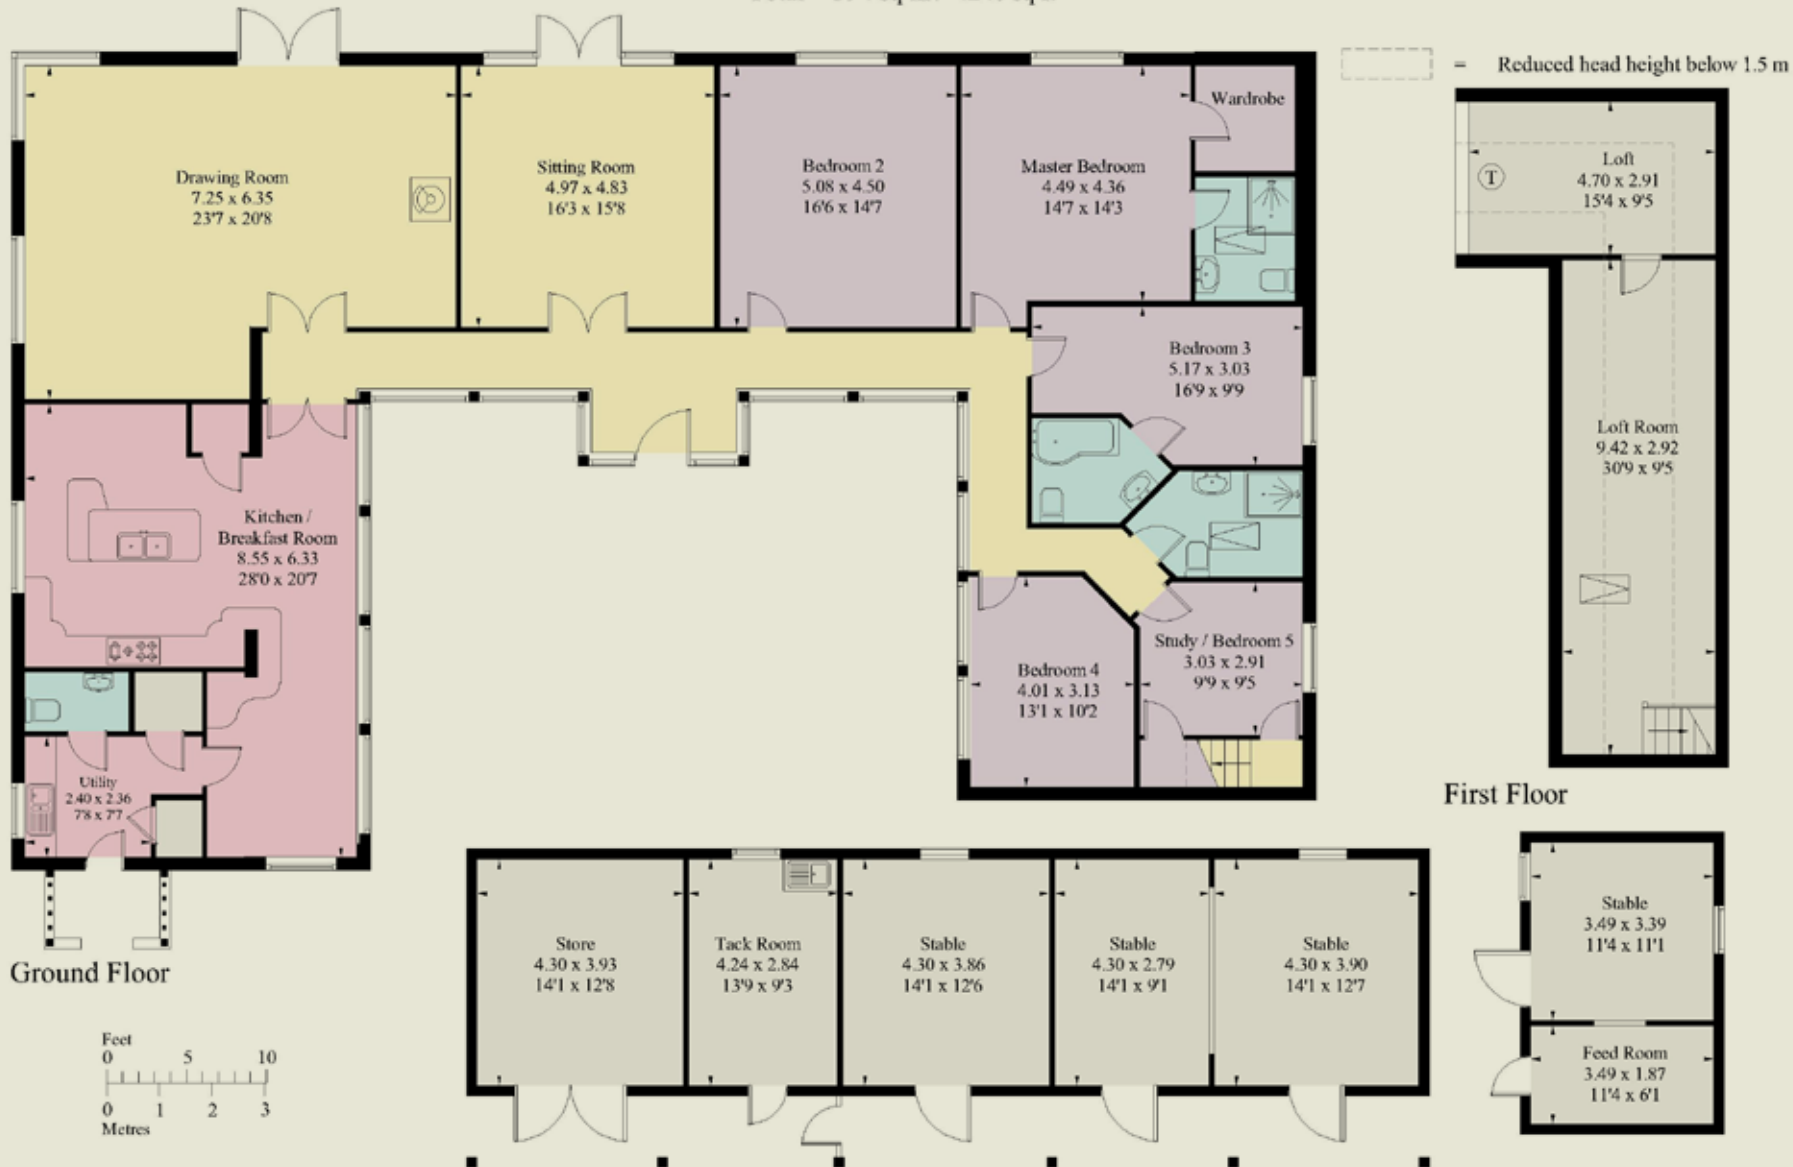 = Reduced head height below 1.5 m
Drawing Room
7.25 x 6.35
23'7 x 20'8
Sitting Room
4.97 x 4.83
16'3 x 15'8
Bedroom 2
5.08 x 4.50
16'6 x 14'7
Master Bedroom
4.49 x 4.36
14'7 x 14'3
Wardrobe
Bedroom 3
5.17 x 3.03
16'9 x 9'9
Kitchen /
Breakfast Room
8.55 x 6.33
28'0 x 20'7
Utility
2.40 x 2.36
7'8 x 7'7
Bedroom 4
4.01 x 3.13
13'1 x 10'2
Study / Bedroom 5
3.03 x 2.91
9'9 x 9'5
Ground Floor
T
Loft
4.70 x 2.91
15'4 x 9'5
Loft Room
9.42 x 2.92
30'9 x 9'5
First Floor
Store
4.30 x 3.93
14'1 x 12'8
Tack Room
4.24 x 2.84
13'9 x 9'3
Stable
4.30 x 3.86
14'1 x 12'6
Stable
4.30 x 2.79
14'1 x 9'1
Stable
4.30 x 3.90
14'1 x 12'7
Stable
3.49 x 3.39
11'4 x 11'1
Feed Room
3.49 x 1.87
11'4 x 6'1
Feet
0 5 10
0 1 2 3
Metres